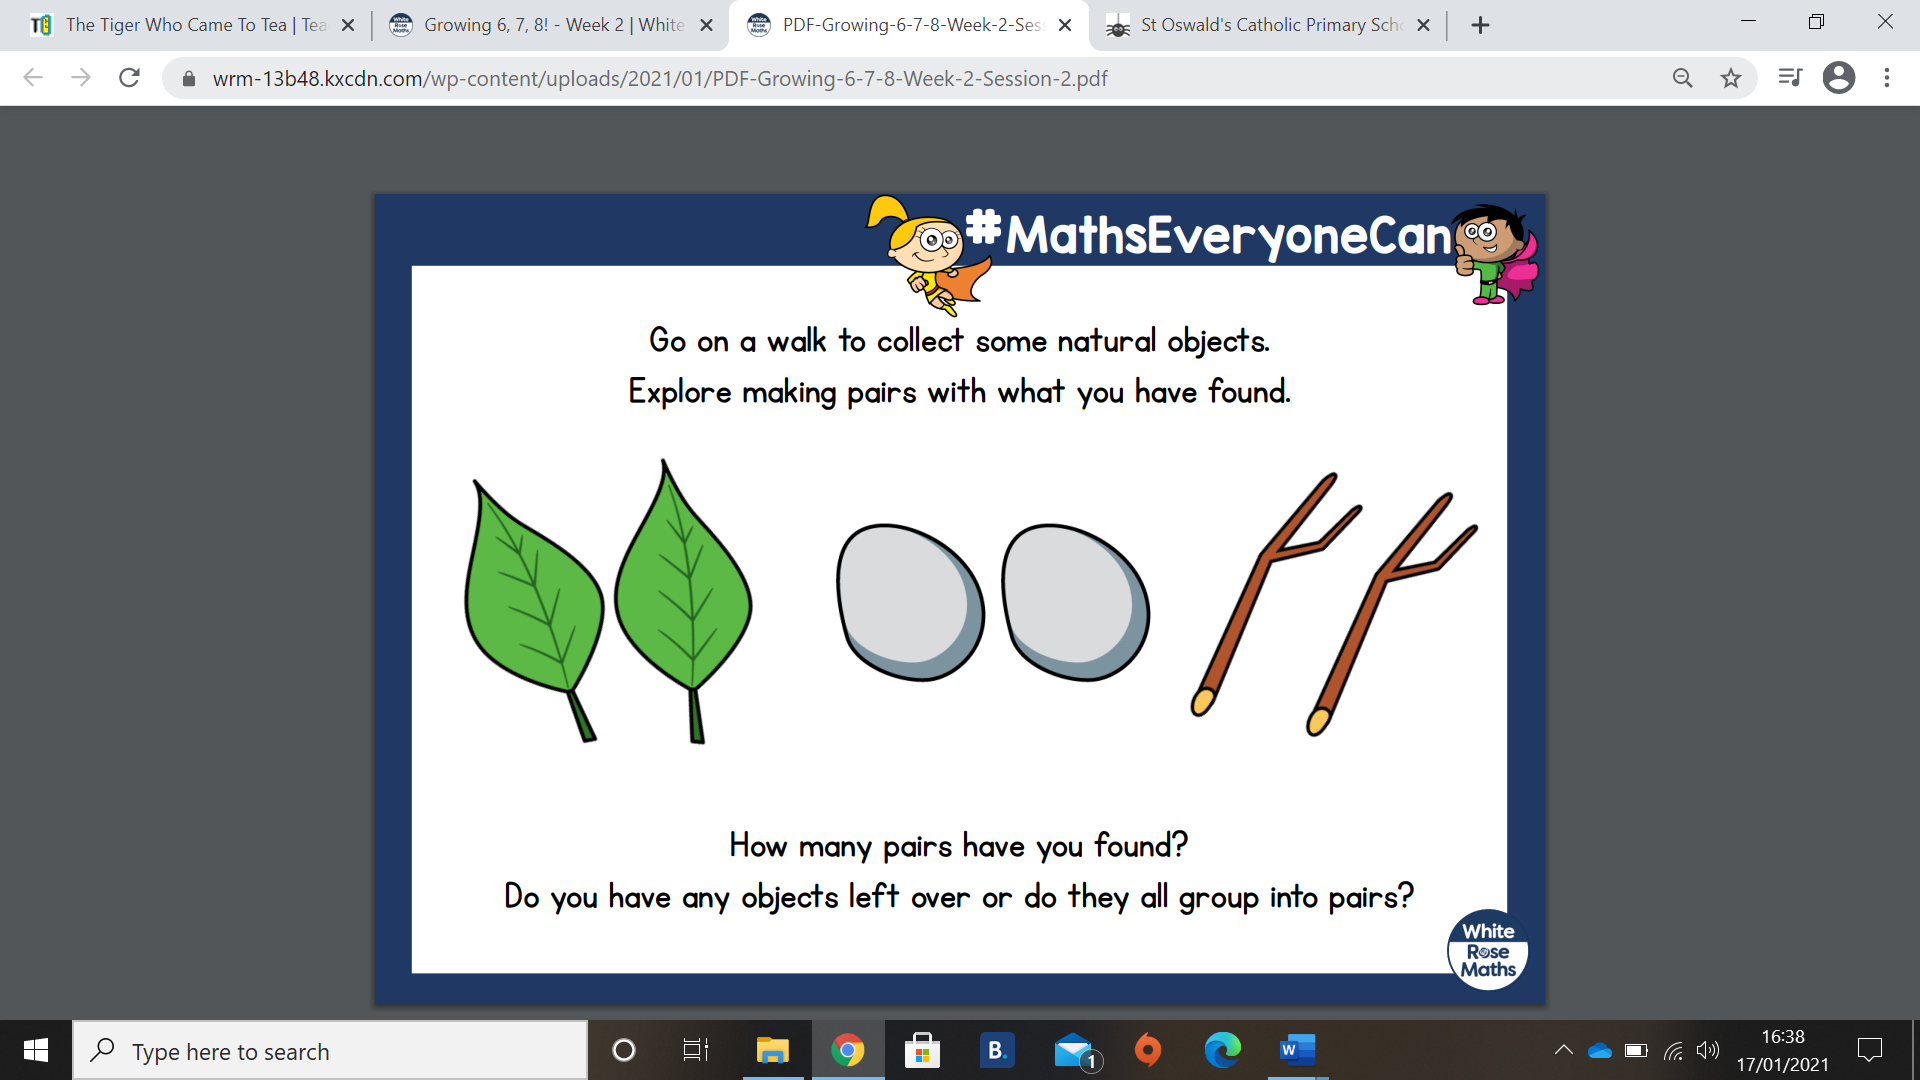 The Tiger Who Came To Tea | Tea
Growing 6, 7, 8! - Week 2 | White
PDF-Growing-6-7-8-Week-2-Ses
St Oswald's Catholic Primary Sch
wrm-13b48.kxcdn.com/wp-content/uploads/2021/01/PDF-Growing-6-7-8-Week-2-Session-2.pdf
#MathsEveryoneCan
Go on a walk to collect some natural objects.
Explore making pairs with what you have found.
How many pairs have you found?
Do you have any objects left over or do they all group into pairs?
White
Rose
Maths
Type here to search
B.
1
W
16:38
17/01/2021